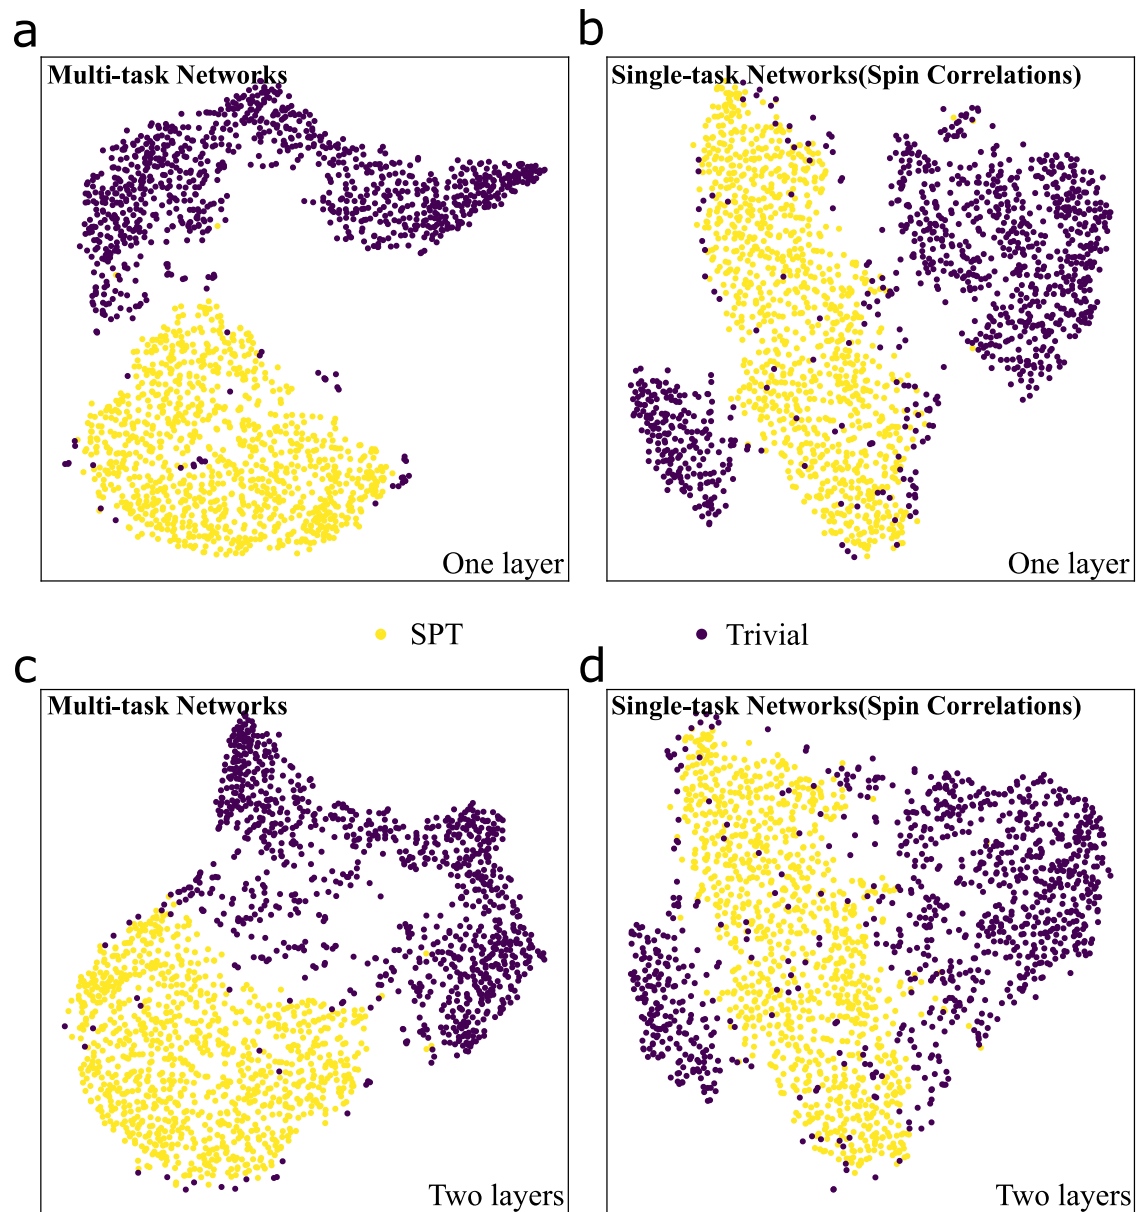 a
Multi-task Networks
One layer
b
Single-task Networks(Spin Correlations)
One layer
SPT
Trivial
c
Multi-task Networks
Two layers
d
Single-task Networks(Spin Correlations)
Two layers